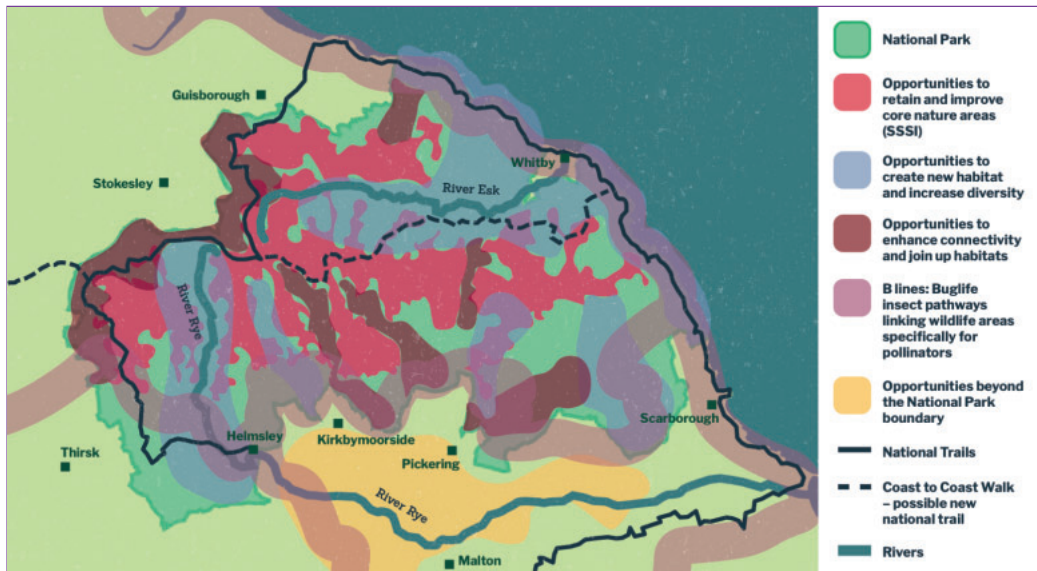 Guisborough
Whitby
Stokesley
River Esk
River Rye
Scarborough
Helmsley
Kirkbymoorside
Thirsk
Pickering
River Rye
Malton
National Park
Opportunities to
retain and improve
core nature areas
(SSSI)
Opportunities to
create new habitat
and increase diversity
Opportunities to
enhance connectivity
and join up habitats
B lines: Buglife
insect pathways
linking wildlife areas
specifically for
pollinators
Opportunities beyond
the National Park
boundary
National Trails
Coast to Coast Walk
– possible new
national trail
Rivers